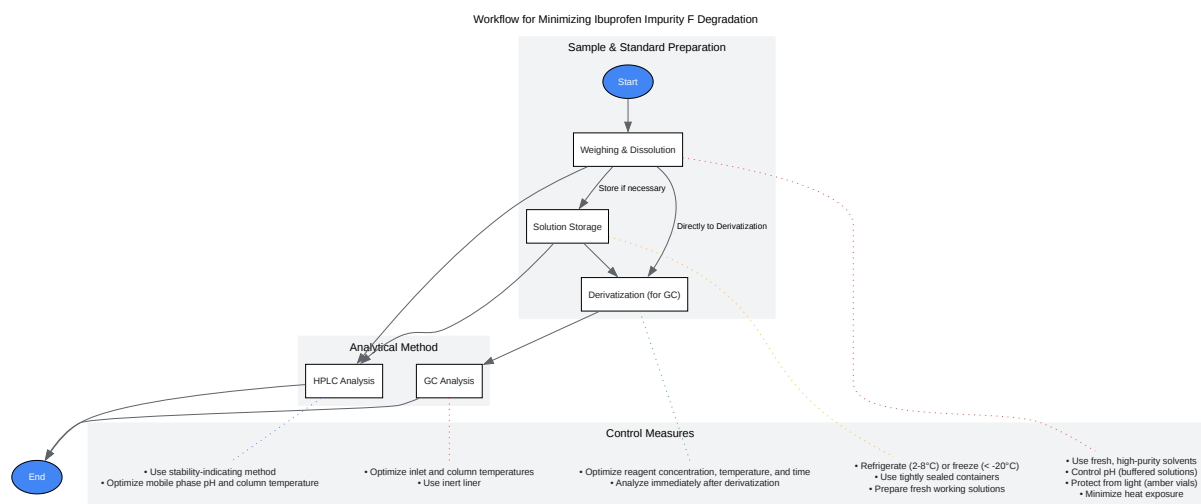 Workflow for Minimizing Ibuprofen Impurity F Degradation
Sample & Standard Preparation
Start
Weighing & Dissolution
Store if necessary
Solution Storage
Directly to Derivatization
Derivatization (for GC)
Analytical Method
HPLC Analysis
GC Analysis
Control Measures
End
• Use stability-indicating method
• Optimize mobile phase pH and column temperature
• Optimize inlet and column temperatures
• Use inert liner
• Optimize reagent concentration, temperature, and time
• Analyze immediately after derivatization
• Refrigerate (2-8°C) or freeze (< -20°C)
• Use tightly sealed containers
• Prepare fresh working solutions
• Use fresh, high-purity solvents
• Control pH (buffered solutions)
• Protect from light (amber vials)
• Minimize heat exposure